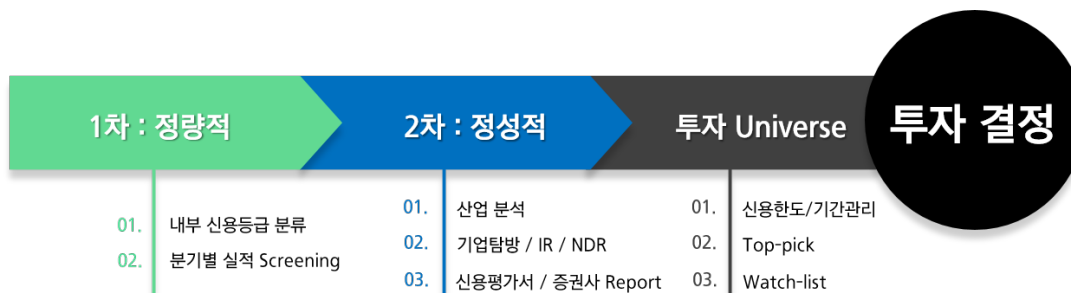 1차 : 정량적
2차 : 정성적
투자 Universe
투자 결정
01. 내부 신용등급 분류
02. 분기별 실적 Screening
01. 산업 분석
02. 기업탐방 / IR / NDR
03. 신용평가서 / 증권사 Report
01. 신용한도/기간관리
02. Top-pick
03. Watch-list